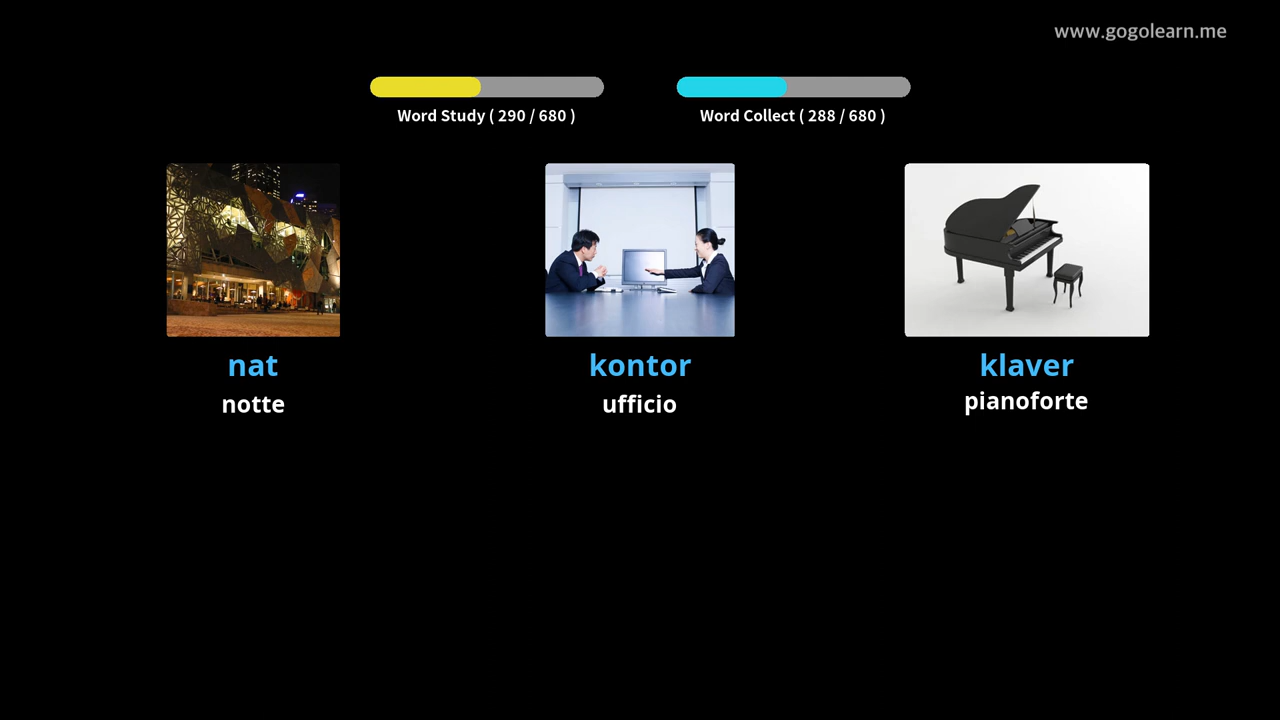 www.gogolearn.me
Word Study ( 290 / 680 )
Word Collect ( 288 / 680 )
nat
notte
kontor
ufficio
klaver
pianoforte